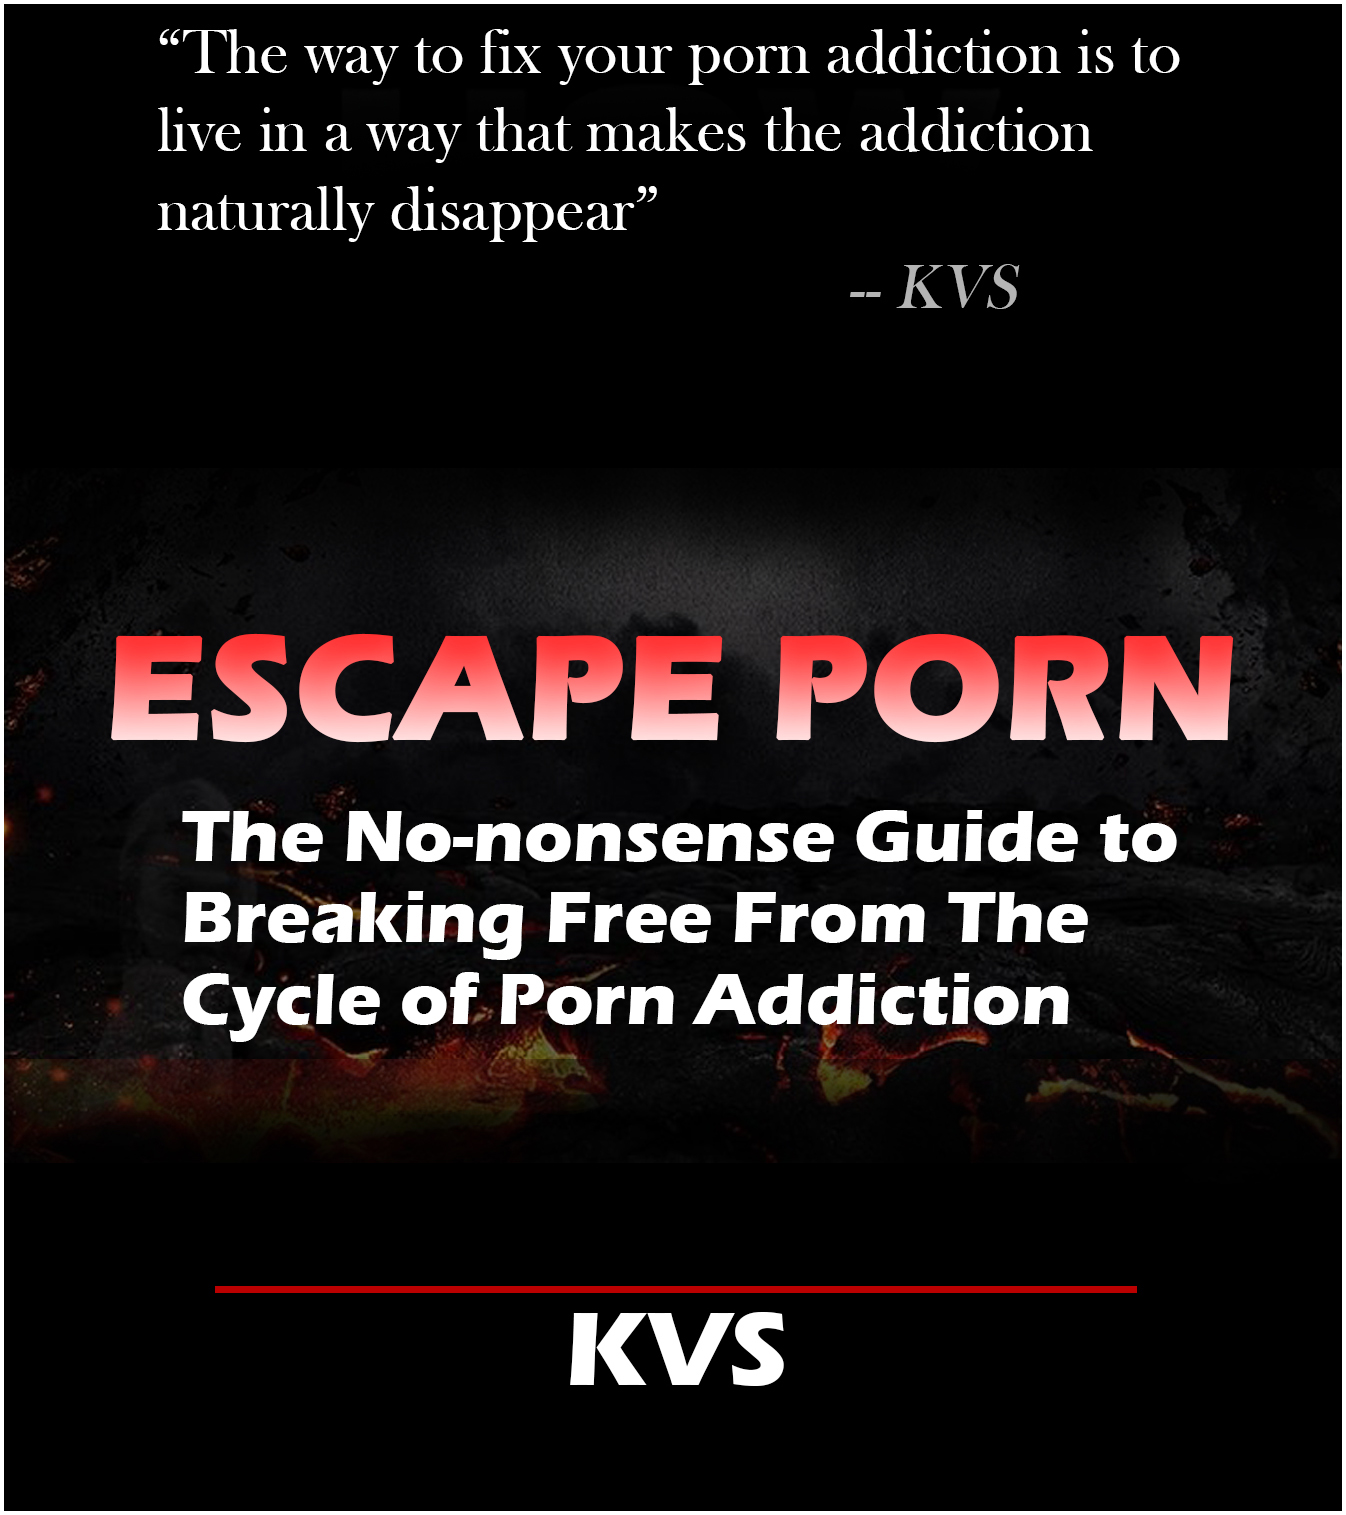 “The way to fix your porn addiction is to
live in a way that makes the addiction
naturally disappear”
-- KVS
ESCAPE PORN
The No-nonsense Guide to
Breaking Free From The
Cycle of Porn Addiction
KVS